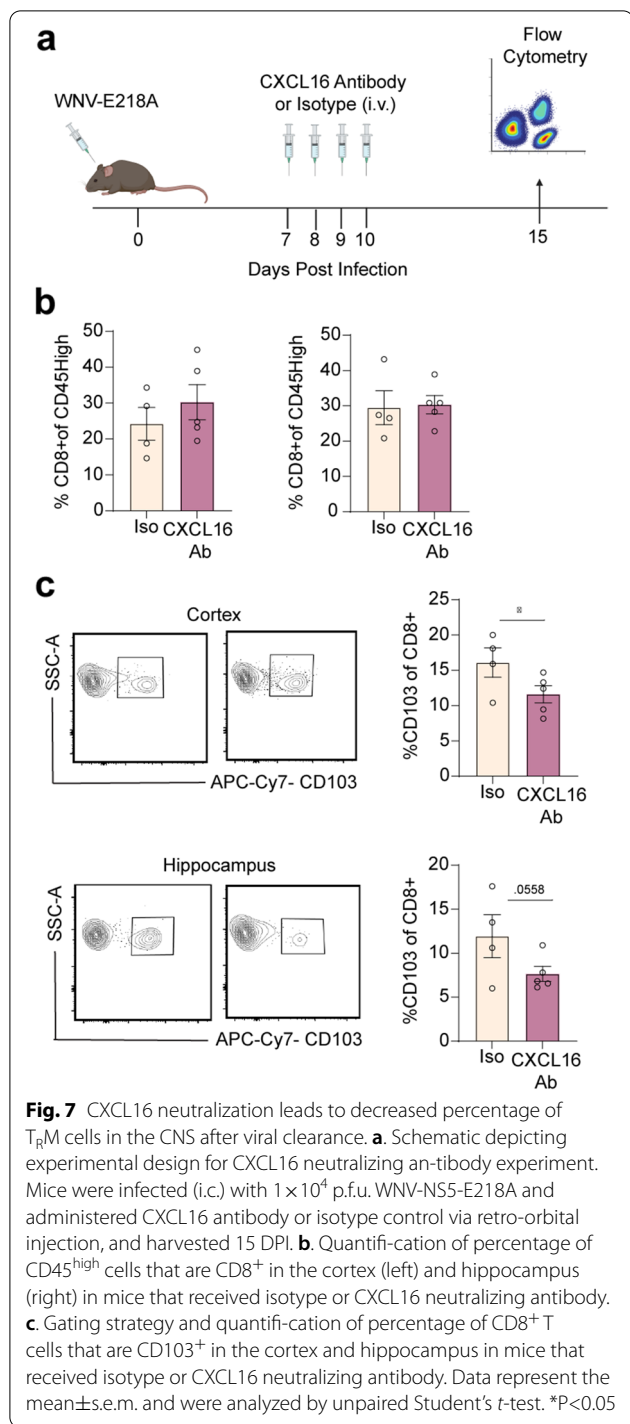 a
WNV-E218A
CXCL16 Antibody
or Isotype (i.v.)
Flow
Cytometry
0
7
8
9
10
15
Days Post Infection
b
% CD8+of CD45High
50
40
30
20
10
0
Iso
CXCL16
Ab
% CD8+of CD45High
50
40
30
20
10
0
Iso
CXCL16
Ab
c
Cortex
SSC-A
APC-Cy7- CD103
%CD103 of CD8+
25
20
15
10
5
0
Iso
CXCL16
Ab
Hippocampus
SSC-A
APC-Cy7- CD103
%CD103 of CD8+
20
15
10
5
0
.0558
Iso
CXCL16
Ab
Fig. 7 CXCL16 neutralization leads to decreased percentage of
TRM cells in the CNS after viral clearance. a. Schematic depicting
experimental design for CXCL16 neutralizing an-tibody experiment.
Mice were infected (i.c.) with 1×10⁴ p.f.u. WNV-NS5-E218A and
administered CXCL16 antibody or isotype control via retro-orbital
injection, and harvested 15 DPI. b. Quantifi-cation of percentage of
CD45ʰⁱᵍʰ cells that are CD8⁺ in the cortex (left) and hippocampus
(right) in mice that received isotype or CXCL16 neutralizing antibody.
c. Gating strategy and quantifi-cation of percentage of CD8⁺ T
cells that are CD103⁺ in the cortex and hippocampus in mice that
received isotype or CXCL16 neutralizing antibody. Data represent the
mean±s.e.m. and were analyzed by unpaired Student's t-test. *P<0.05